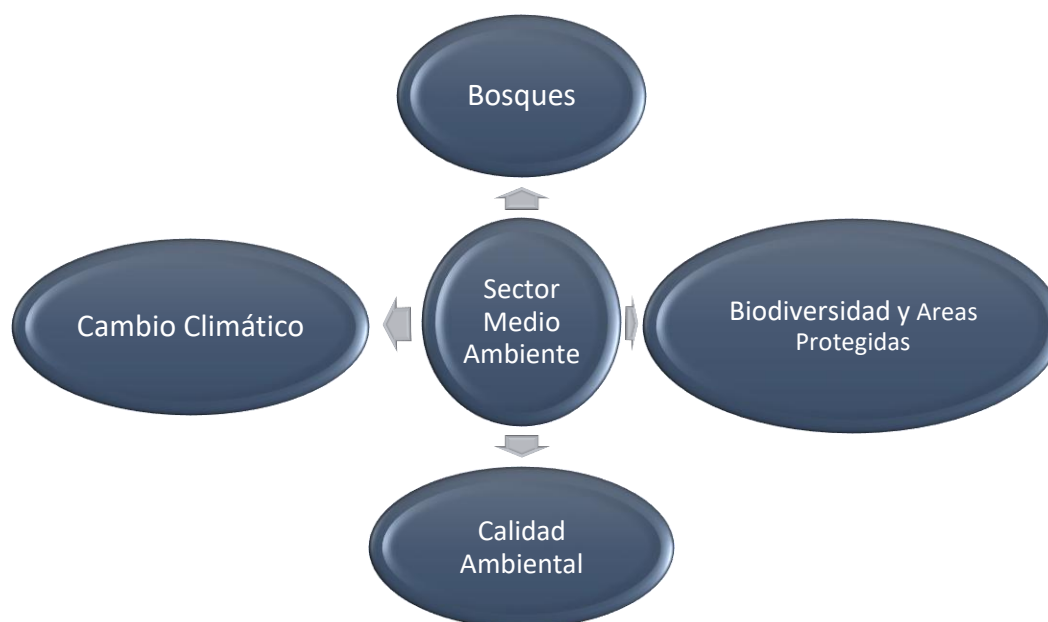 Bosques
Cambio Climático
Sector
Medio
Ambiente
Biodiversidad y Areas
Protegidas
Calidad
Ambiental